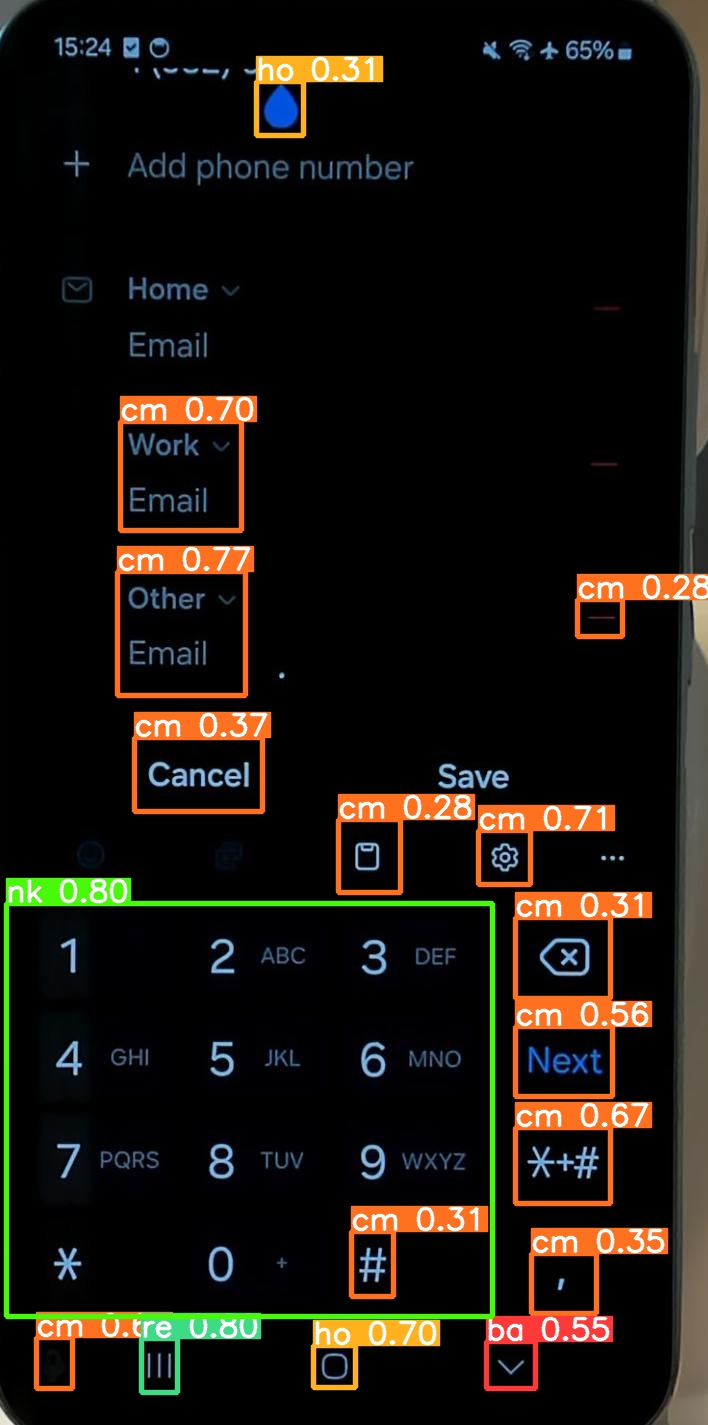 15:24 65%
ho 0.31
Add phone number
Home
Email
cm 0.70
Work
Email
cm 0.77
Other
Email
cm 0.28
cm 0.37
Cancel Save
cm 0.28 cm 0.71
...
nk 0.80
cm 0.31
1 2 ABC 3 DEF
cm 0.56
4 GHI 5 JKL 6 MNO Next
cm 0.67
7 PQRS 8 TUV 9 WXYZ *+#
cm 0.31
cm 0.35
* 0 + # ,
cm re 0.80 ho 0.70 ba 0.55